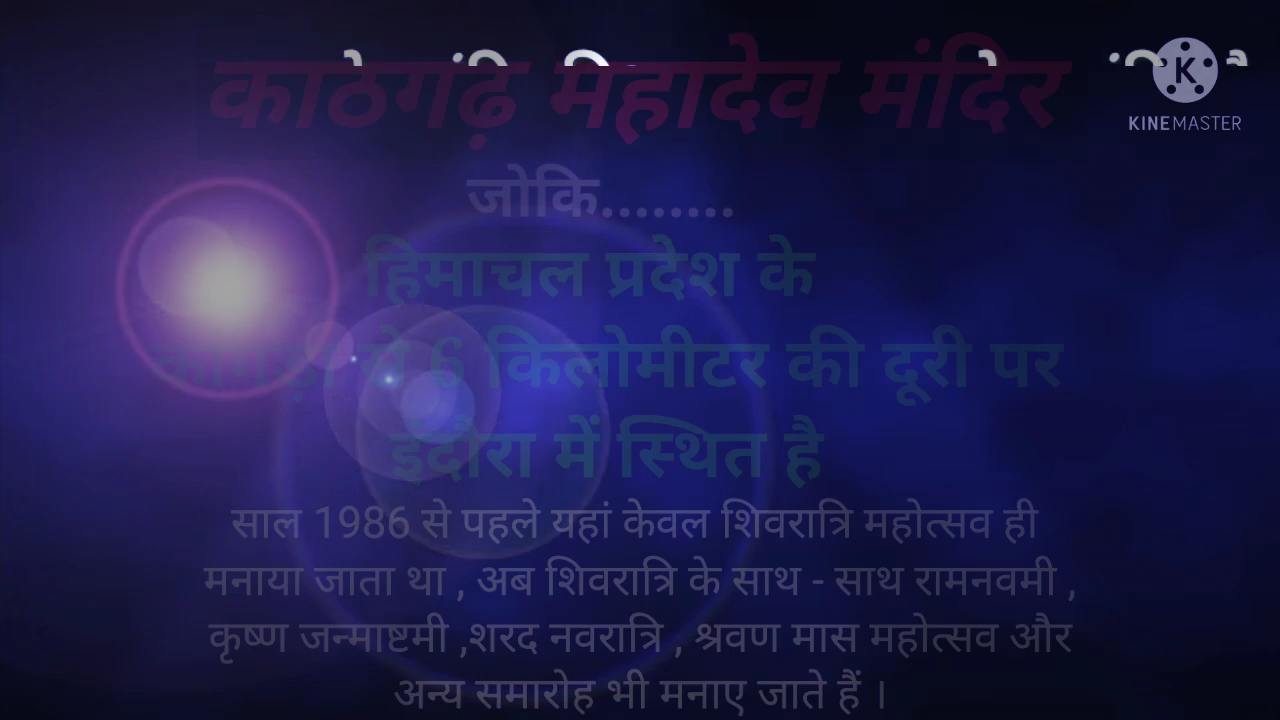 काठगढ़ महादेव मंदिर
KINEMASTER
जोकि........
हिमाचल प्रदेश के
से 6 किलोमीटर की दूरी पर
इंदौरा में स्थित है
साल 1986 से पहले यहां केवल शिवरात्रि महोत्सव ही
मनाया जाता था , अब शिवरात्रि के साथ - साथ रामनवमी ,
कृष्ण जन्माष्टमी ,शरद नवरात्रि , श्रवण मास महोत्सव और
अन्य समारोह भी मनाए जाते हैं ।